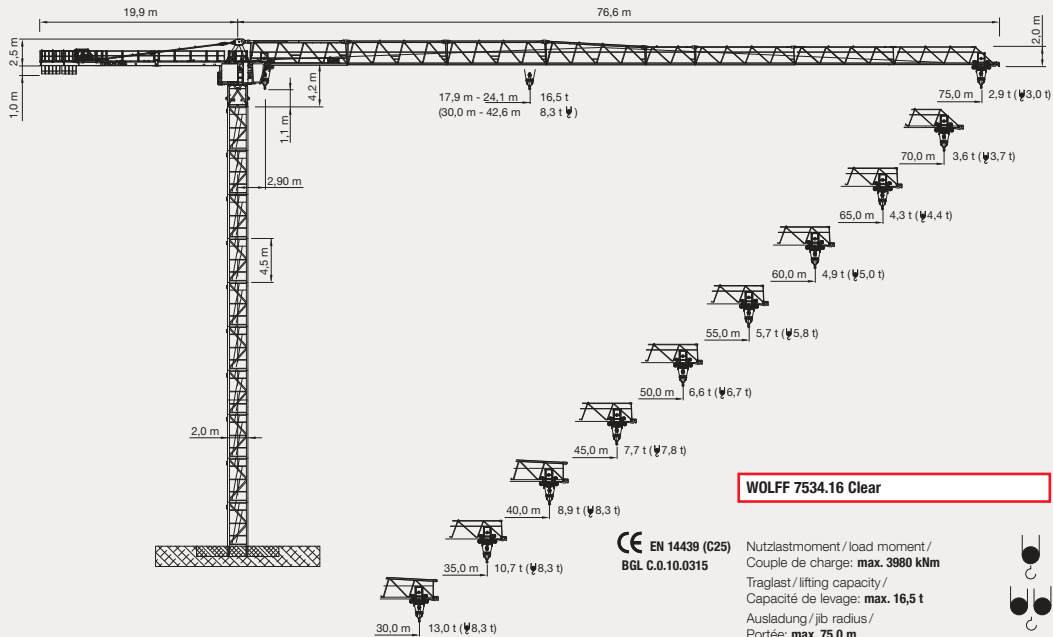 19,9 m
76,6 m
2,5 m
2,0 m
1,0 m
4,2 m
1,1 m
17,9 m - 24,1 m 16,5 t
(30,0 m - 42,6 m 8,3 t)
75,0 m 2,9 t (3,0 t)
70,0 m 3,6 t (3,7 t)
2,90 m
65,0 m 4,3 t (4,4 t)
4,5 m
60,0 m 4,9 t (5,0 t)
55,0 m 5,7 t (5,8 t)
50,0 m 6,6 t (6,7 t)
2,0 m
45,0 m 7,7 t (7,8 t)
40,0 m 8,9 t (8,3 t)
35,0 m 10,7 t (8,3 t)
30,0 m 13,0 t (8,3 t)
WOLFF 7534.16 Clear
CE EN 14439 (C25)
BGL C.0.10.0315
Nutzlastmoment / load moment /
Couple de charge: max. 3980 kNm
Traglast / lifting capacity /
Capacité de levage: max. 16,5 t
Ausladung / jib radius /
Portée: max. 75,0 m